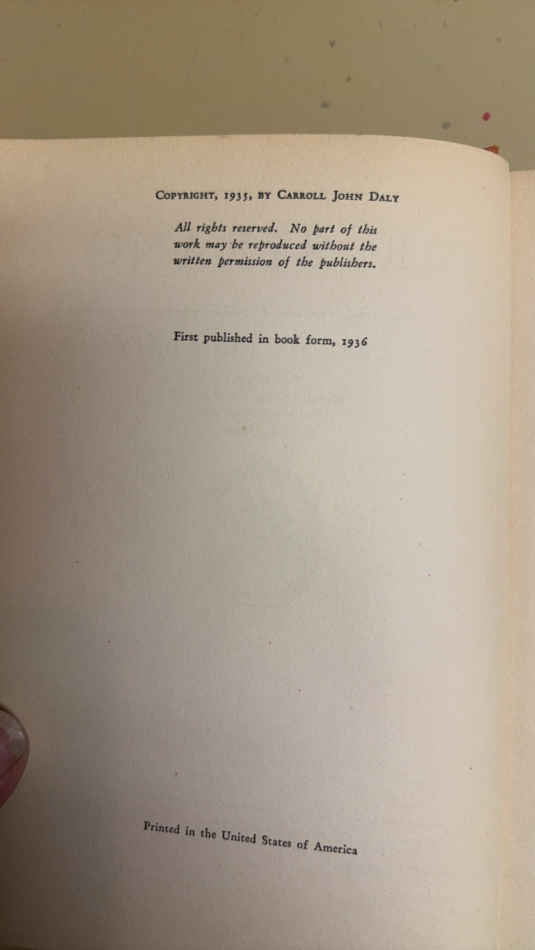 Copyright, 1935, by Carroll John Daly
All rights reserved. No part of this
work may be reproduced without the
written permission of the publishers.
First published in book form, 1936
Printed in the United States of America